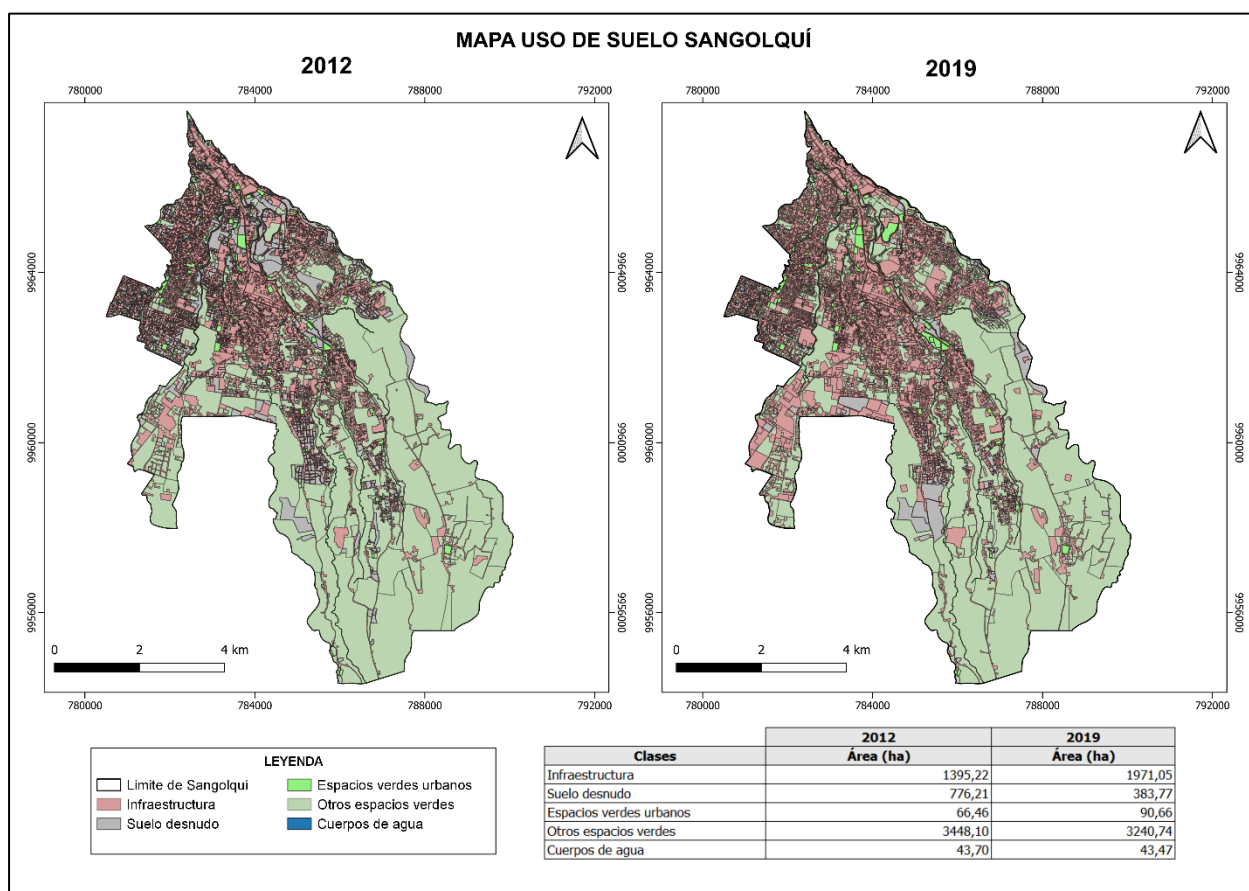 MAPA USO DE SUELO SANGOLQUÍ
2012
2019
780000 784000 788000 792000
780000 784000 788000 792000
9964000 9964000
9964000 9964000
9960000 9960000
9960000 9960000
9956000 9956000
9956000 9956000
0 2 4 km
0 2 4 km
780000 784000 788000 792000
780000 784000 788000 792000
LEYENDA
Limite de Sangolquí
Infraestructura
Suelo desnudo
Espacios verdes urbanos
Otros espacios verdes
Cuerpos de agua
2012 2019
Clases Área (ha) Área (ha)
Infraestructura 1395,22 1971,05
Suelo desnudo 776,21 383,77
Espacios verdes urbanos 66,46 90,66
Otros espacios verdes 3448,10 3240,74
Cuerpos de agua 43,70 43,47